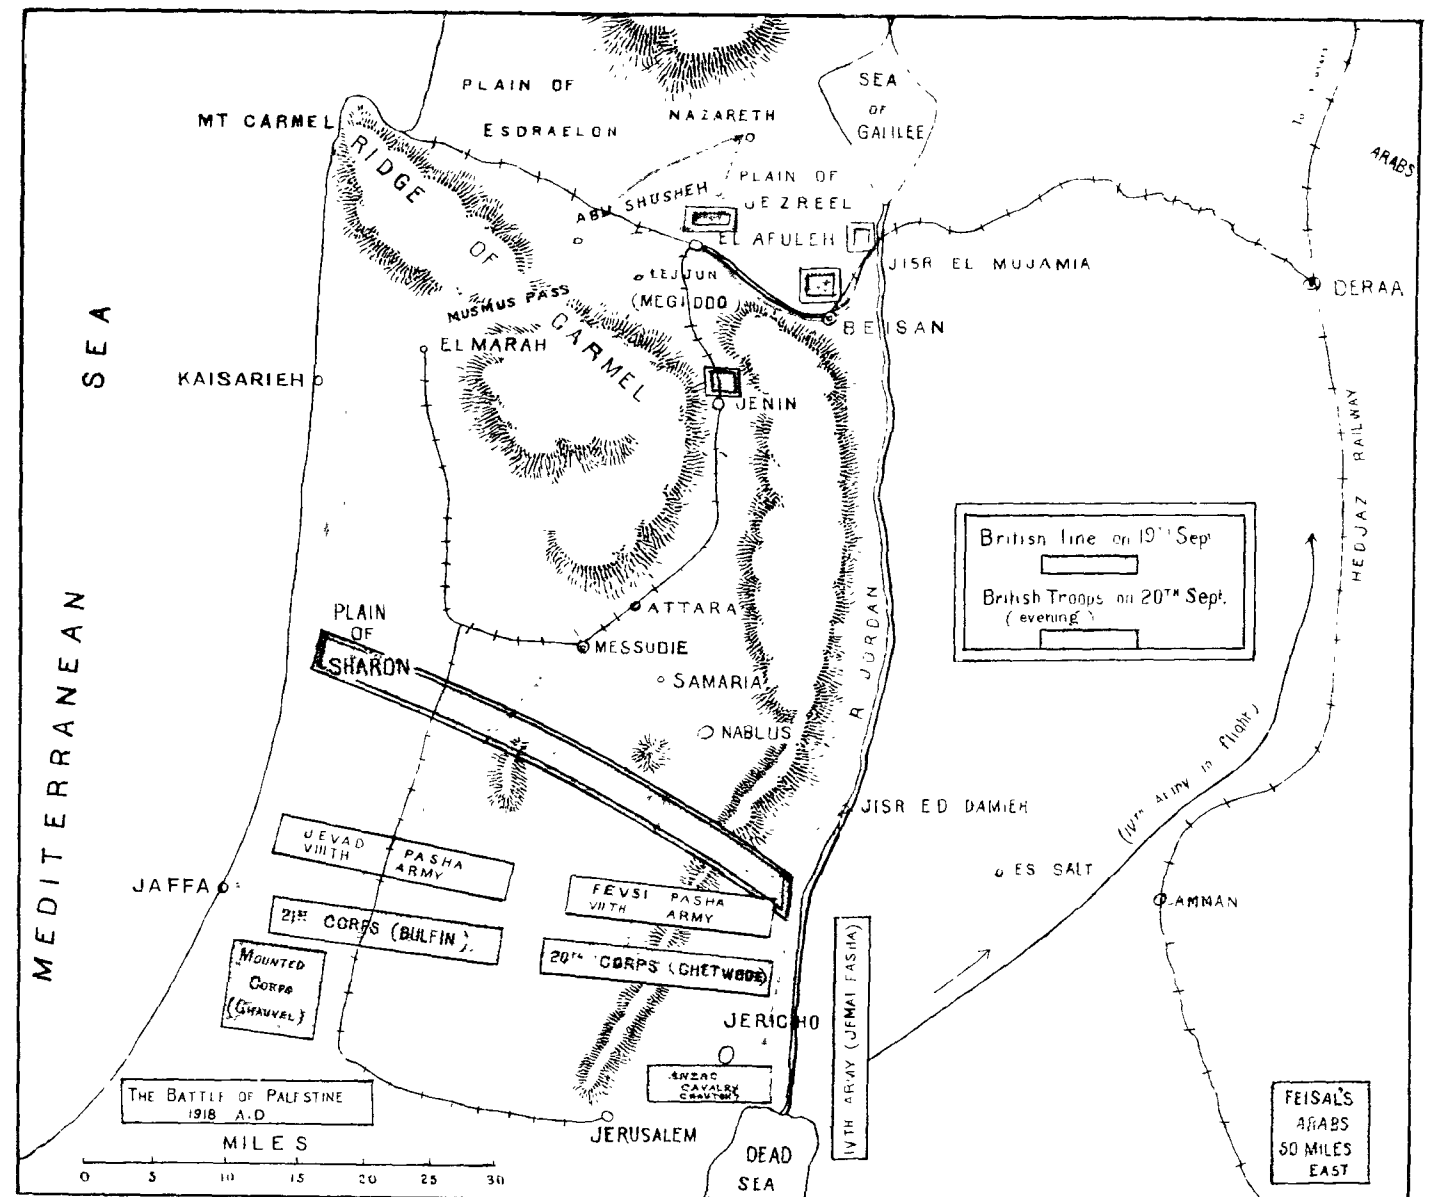 PLAIN OF
ESDRAELON
MT CARMEL
RIDGE
OF
CARMEL
NAZARETH
SEA
OF
GALILEE
ARABS
ABU SHUSHEH
PLAIN OF
JEZREEL
EL AFULEH
JISR EL MUJAMIA
DERAA
LEJJUN
(MEGIDDO)
MUSMUS PASS
BEISAN
EL MARAH
KAISARIEH
JENIN
MEDITERRANEAN SEA
HEDJAZ RAILWAY
British line on 19TH Sept
British Troops on 20TH Sept.
(evening)
R JORDAN
ATTARA
PLAIN
OF
SHARON
MESSUDIE
SAMARIA
NABLUS
JISR ED DAMIEH
(IVTH Army in flight)
ES SALT
AMMAN
JEVAD PASHA
VIIITH ARMY
JAFFA
FEVSI PASHA
VIITH ARMY
21ST CORPS (BULFIN)
20TH CORPS (CHETWODE)
MOUNTED
CORPS
(CHAUVEL)
JERICHO
IVTH ARMY (JEMAL PASHA)
ANZAC
CAVALRY
THE BATTLE OF PALESTINE
1918 A.D
JERUSALEM
DEAD
SEA
FEISAL'S
ARABS
50 MILES
EAST
MILES
0 5 10 15 20 25 30